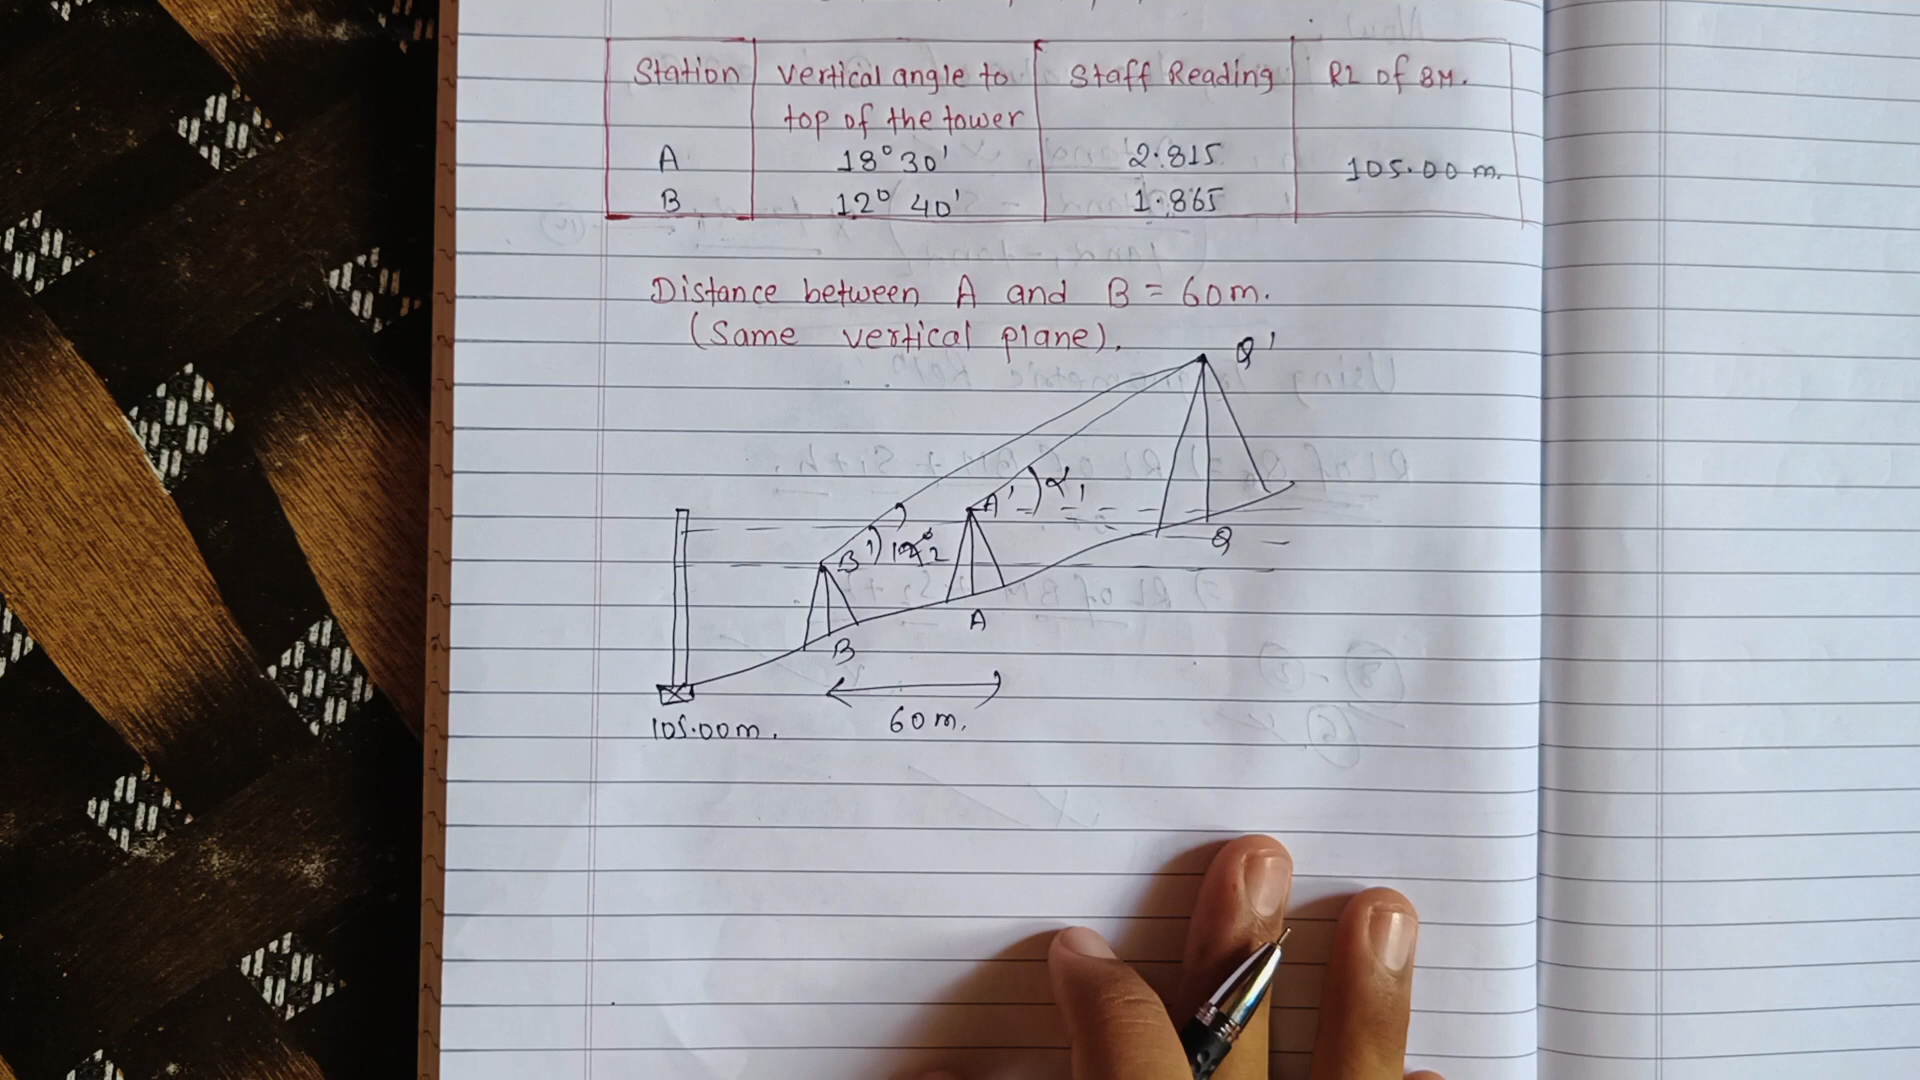 Station | Vertical angle to top of the tower | Staff Reading | RL of BM.
A | 18° 30' | 2.815 | 105.00 m.
B | 12° 40' | 1.865
Distance between A and B = 60m.
(Same vertical plane).
Q'
A' α1
B' α2
Q
A
B
60m.
105.00m.